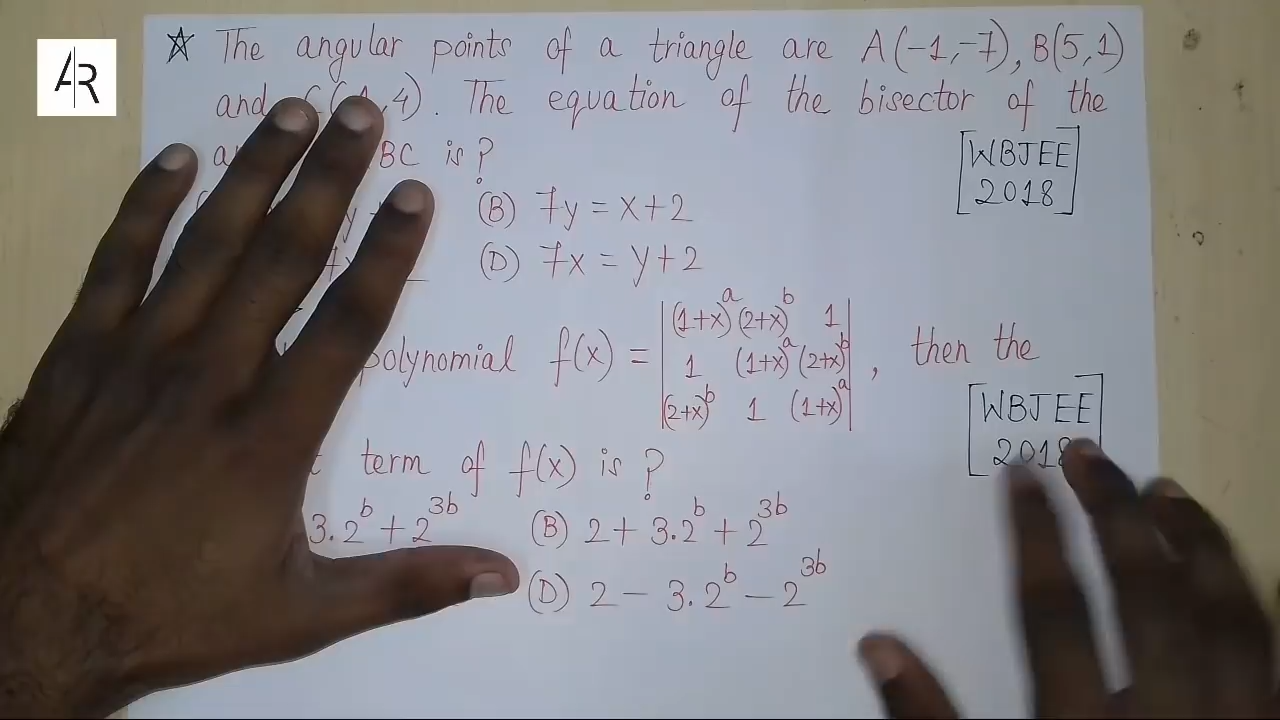 AR
☆ The angular points of a triangle are A(-1,-7), B(5,1)
and C(1,4). The equation of the bisector of the
BC is ?
[WBJEE 2018]
(B) 7y = x+2
(D) 7x = y+2
polynomial f(x) = |(1+x)^a (2+x)^b 1|
|1 (1+x)^a (2+x)^b|, then the
|(2+x)^b 1 (1+x)^a|
[WBJEE 2018]
term of f(x) is ?
3.2^b + 2^3b (B) 2 + 3.2^b + 2^3b
(D) 2 - 3.2^b - 2^3b